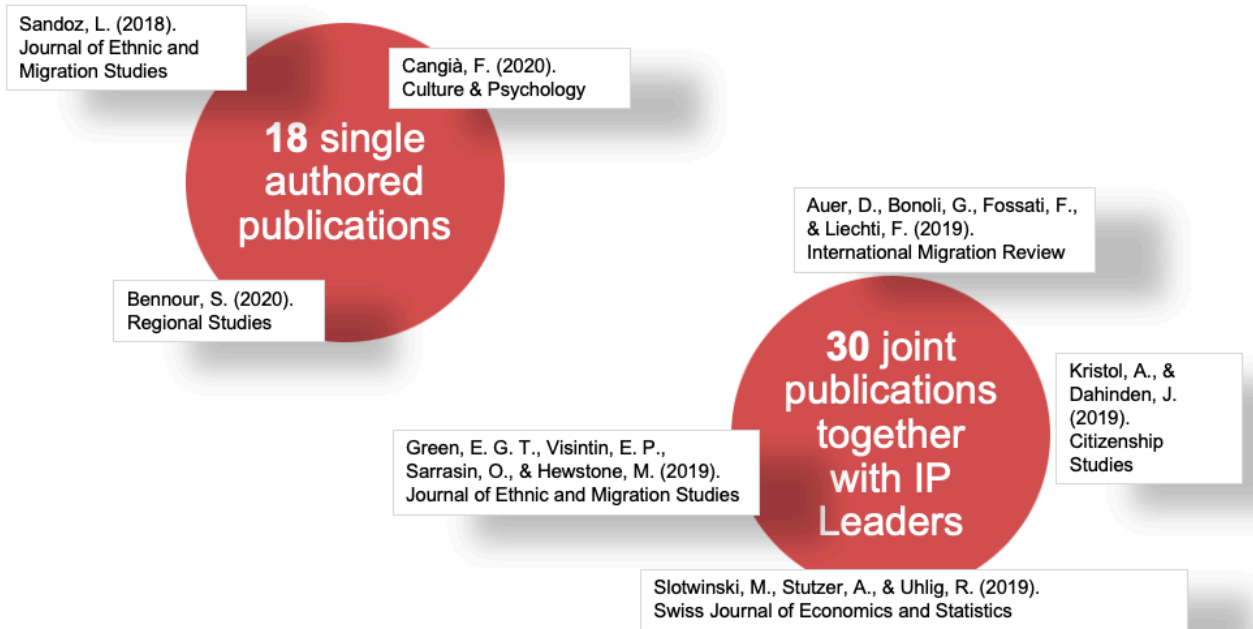 Sandoz, L. (2018).
Journal of Ethnic and
Migration Studies
Cangià, F. (2020).
Culture & Psychology
18 single
authored
publications
Bennour, S. (2020).
Regional Studies
Auer, D., Bonoli, G., Fossati, F.,
& Liechti, F. (2019).
International Migration Review
30 joint
publications
together
with IP
Leaders
Kristol, A., &
Dahinden, J.
(2019).
Citizenship
Studies
Green, E. G. T., Visintin, E. P.,
Sarrasin, O., & Hewstone, M. (2019).
Journal of Ethnic and Migration Studies
Slotwinski, M., Stutzer, A., & Uhlig, R. (2019).
Swiss Journal of Economics and Statistics